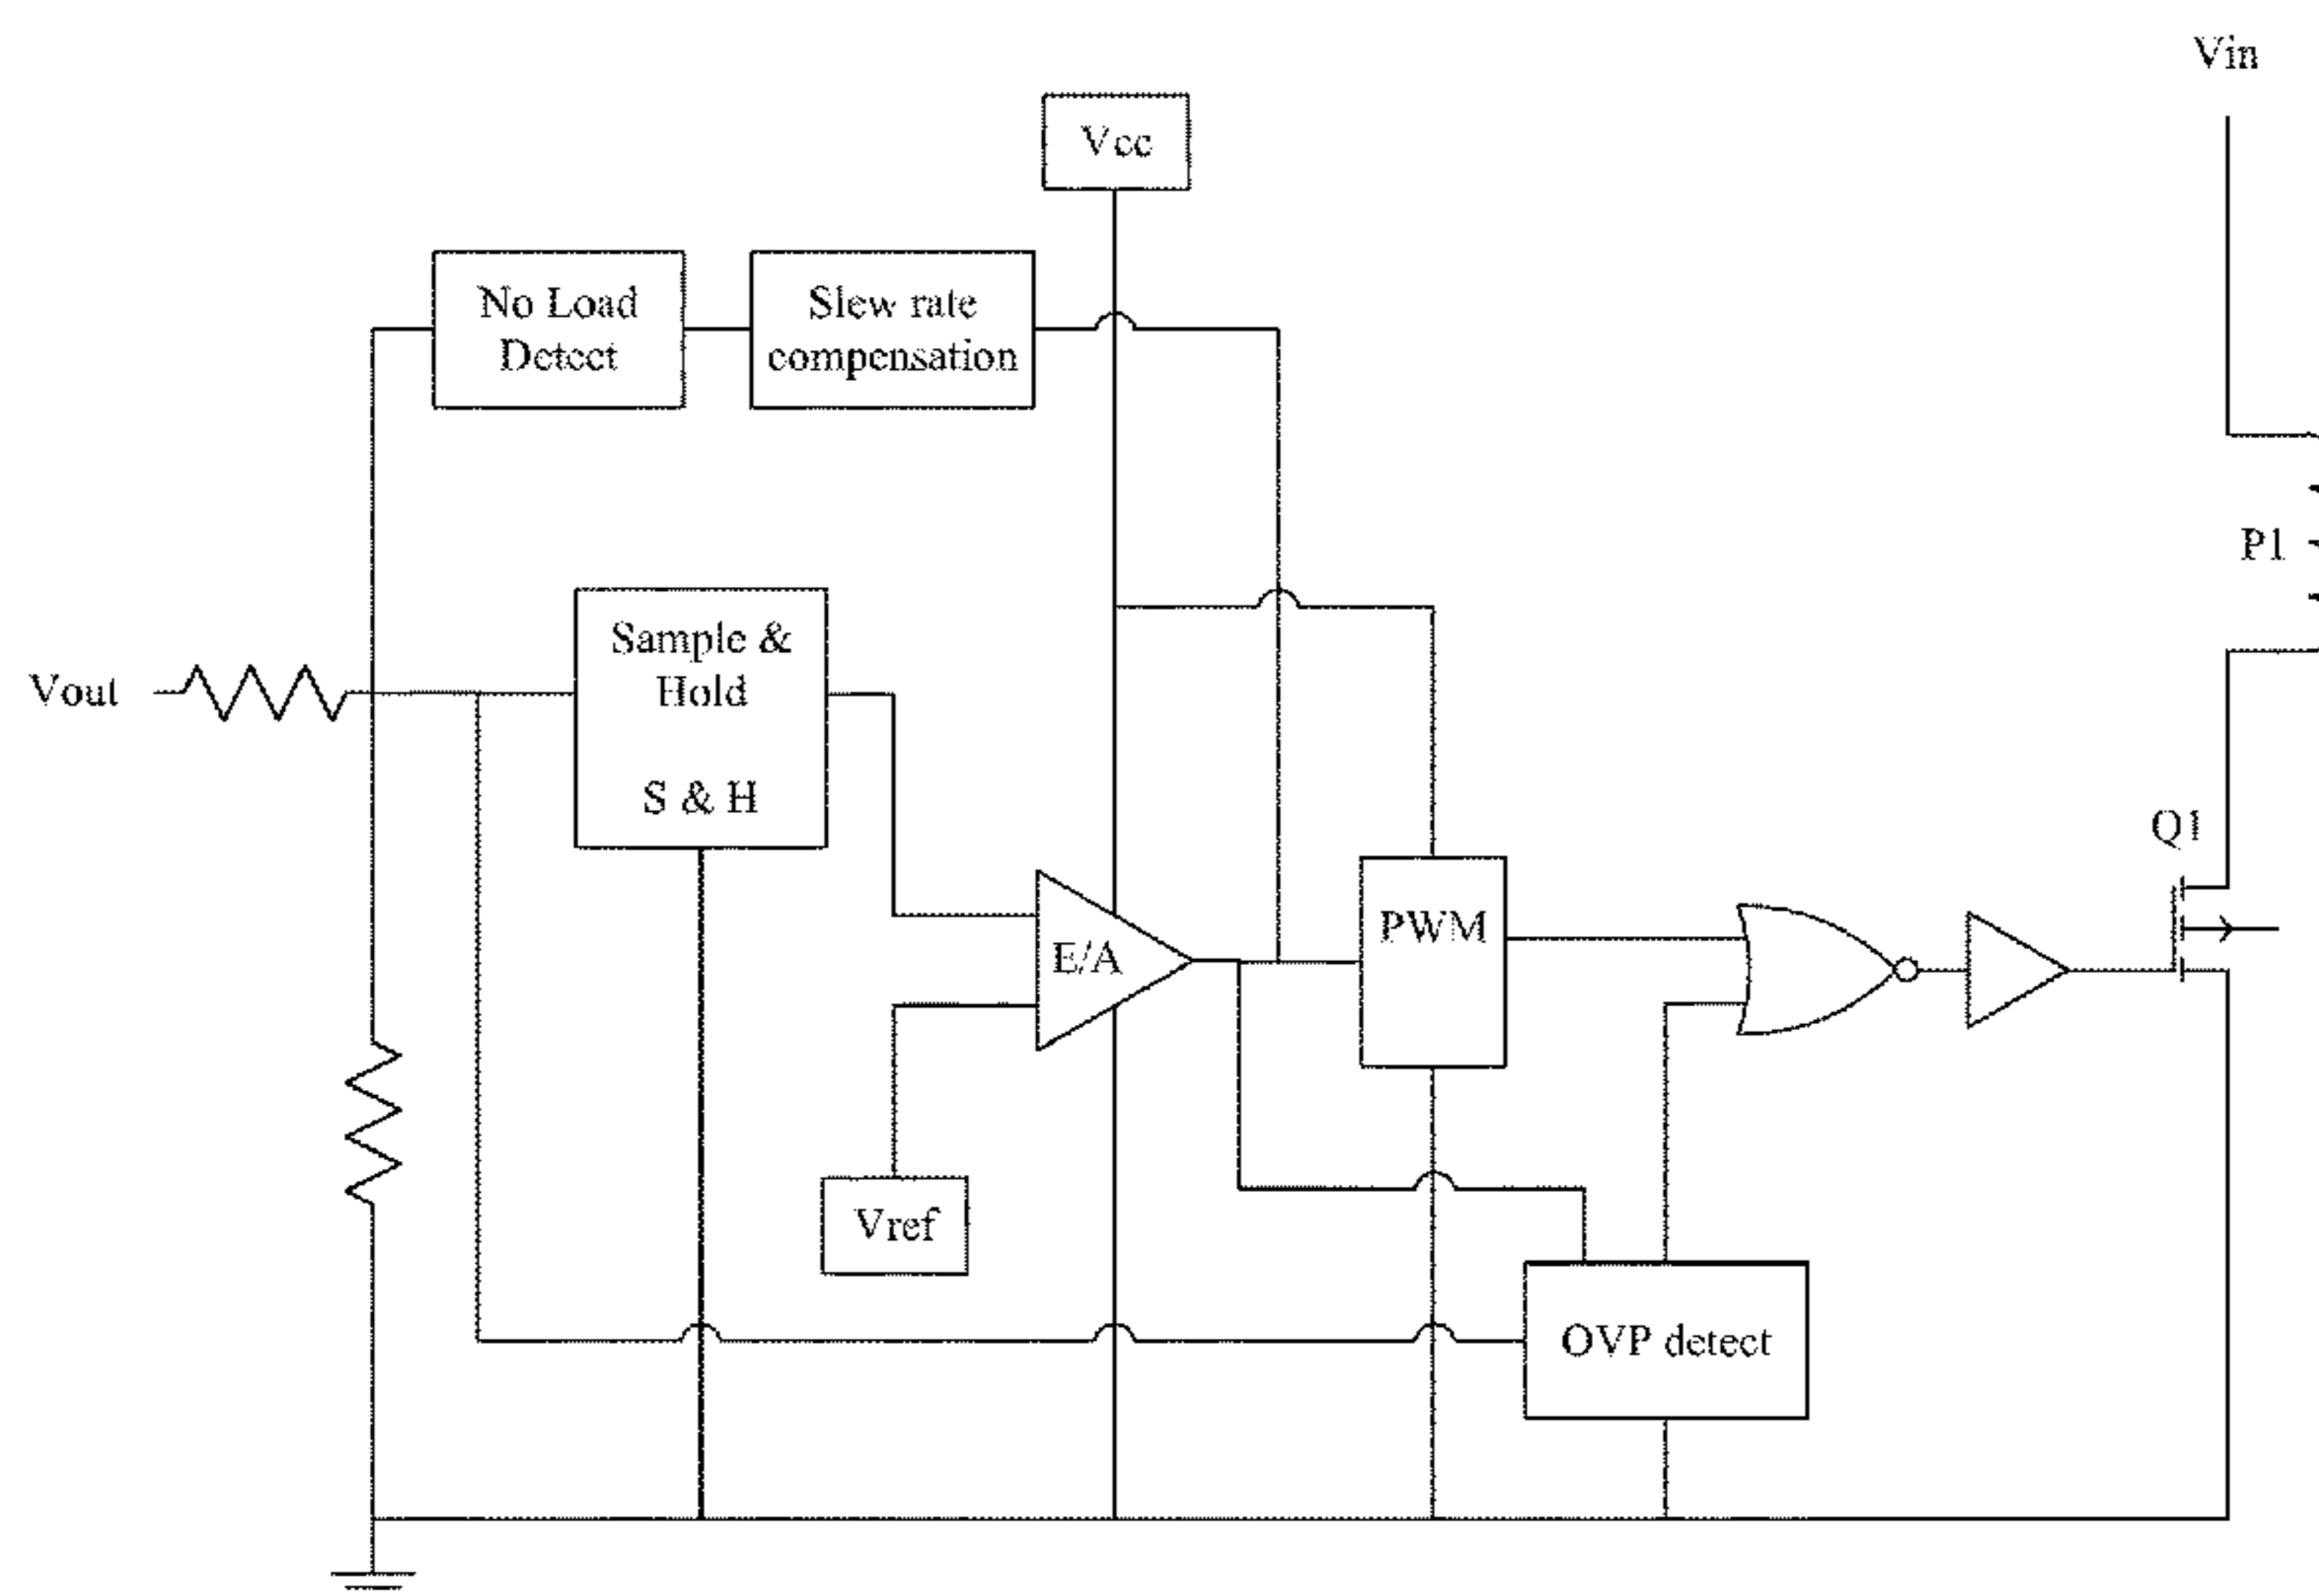 Vin
Vcc
No Load
Detect
Slew rate
compensation
P1
Sample &
Hold
S & H
Vout
Q1
PWM
E/A
Vref
OVP detect